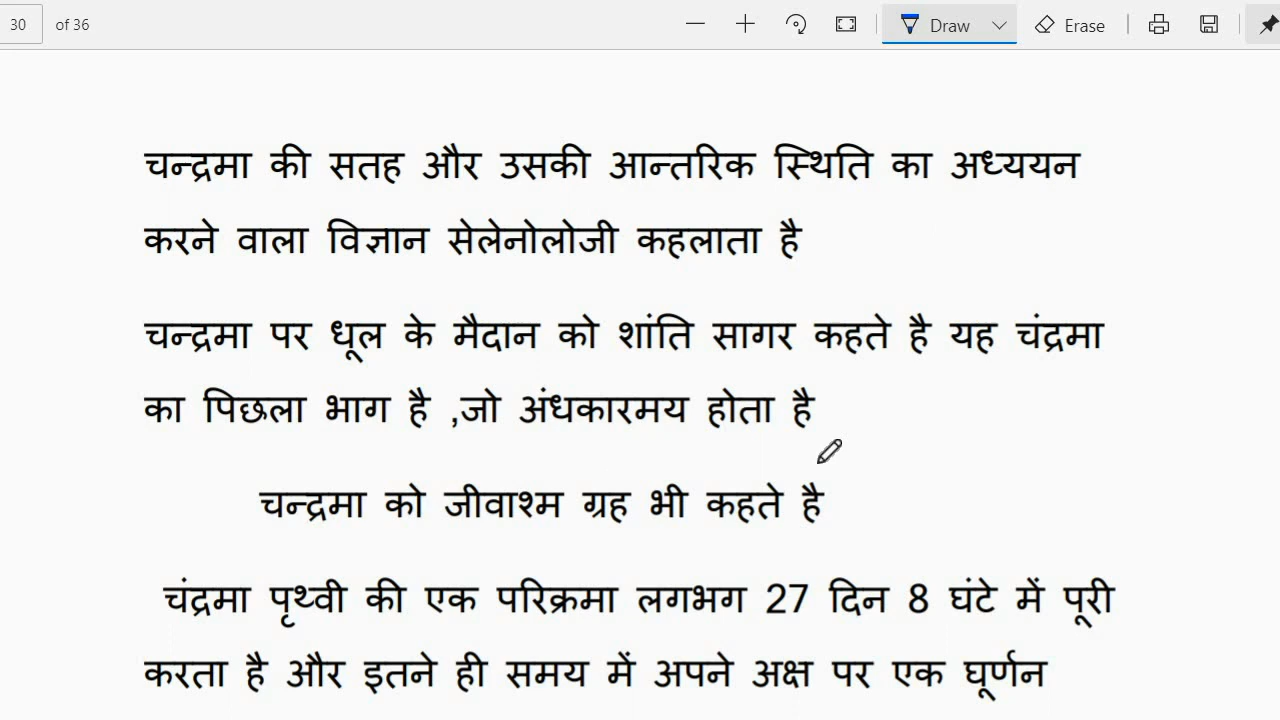 30 of 36 Draw Erase
चन्द्रमा की सतह और उसकी आन्तरिक स्थिति का अध्ययन
करने वाला विज्ञान सेलेनोलोजी कहलाता है
चन्द्रमा पर धूल के मैदान को शांति सागर कहते है यह चंद्रमा
का पिछला भाग है ,जो अंधकारमय होता है
चन्द्रमा को जीवाश्म ग्रह भी कहते है
चंद्रमा पृथ्वी की एक परिक्रमा लगभग 27 दिन 8 घंटे में पूरी
करता है और इतने ही समय में अपने अक्ष पर एक घूर्णन